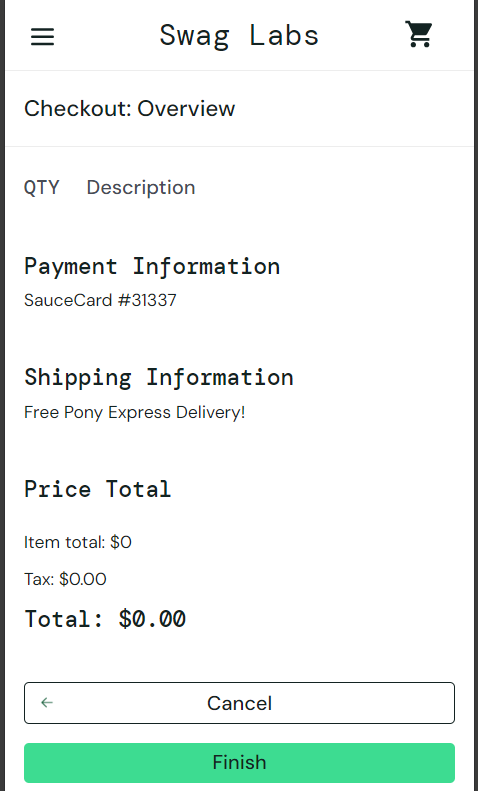 Swag Labs
Checkout: Overview
QTY Description
Payment Information
SauceCard #31337
Shipping Information
Free Pony Express Delivery!
Price Total
Item total: $0
Tax: $0.00
Total: $0.00
Cancel
Finish